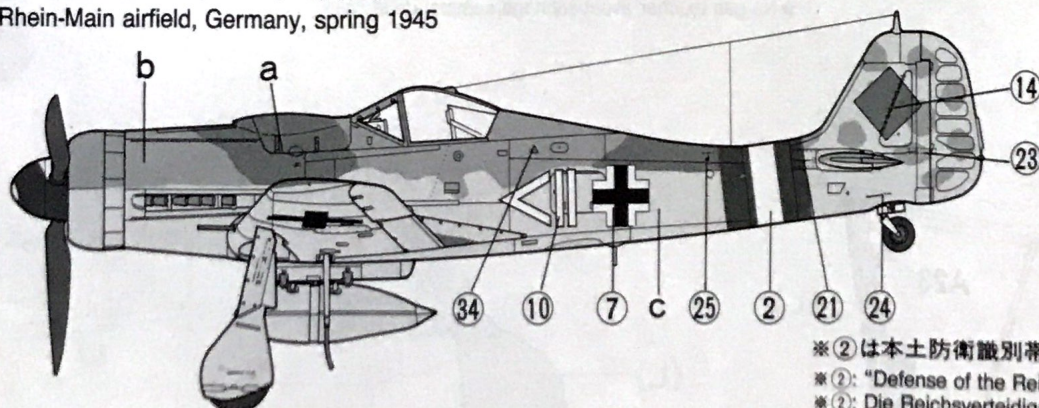 Rhein-Main airfield, Germany, spring 1945
b
a
⑭
㉓
A23
㉞
⑩
⑦
C
㉕
②
㉑
㉔
(L)
※②は本土防衛識別帯
※②: "Defense of the Rei
※②: Die Reichsverteidig